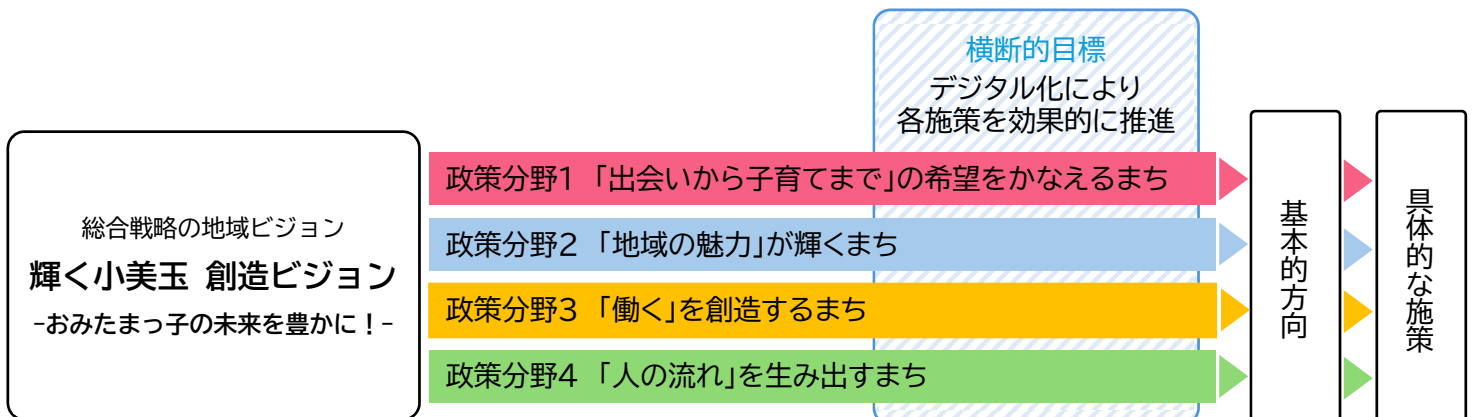 横断的目標
デジタル化により
各施策を効果的に推進
総合戦略の地域ビジョン
輝く小美玉 創造ビジョン
-おみたまっ子の未来を豊かに！-
政策分野1 「出会いから子育てまで」の希望をかなえるまち
政策分野2 「地域の魅力」が輝くまち
政策分野3 「働く」を創造するまち
政策分野4 「人の流れ」を生み出すまち
基本的方向
具体的な施策